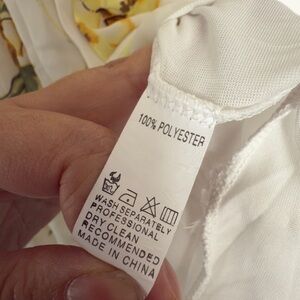 100% POLYESTER
WASH SEPARATELY
PROFESSIONAL
DRY CLEAN
RECOMMENDED
MADE IN CHINA